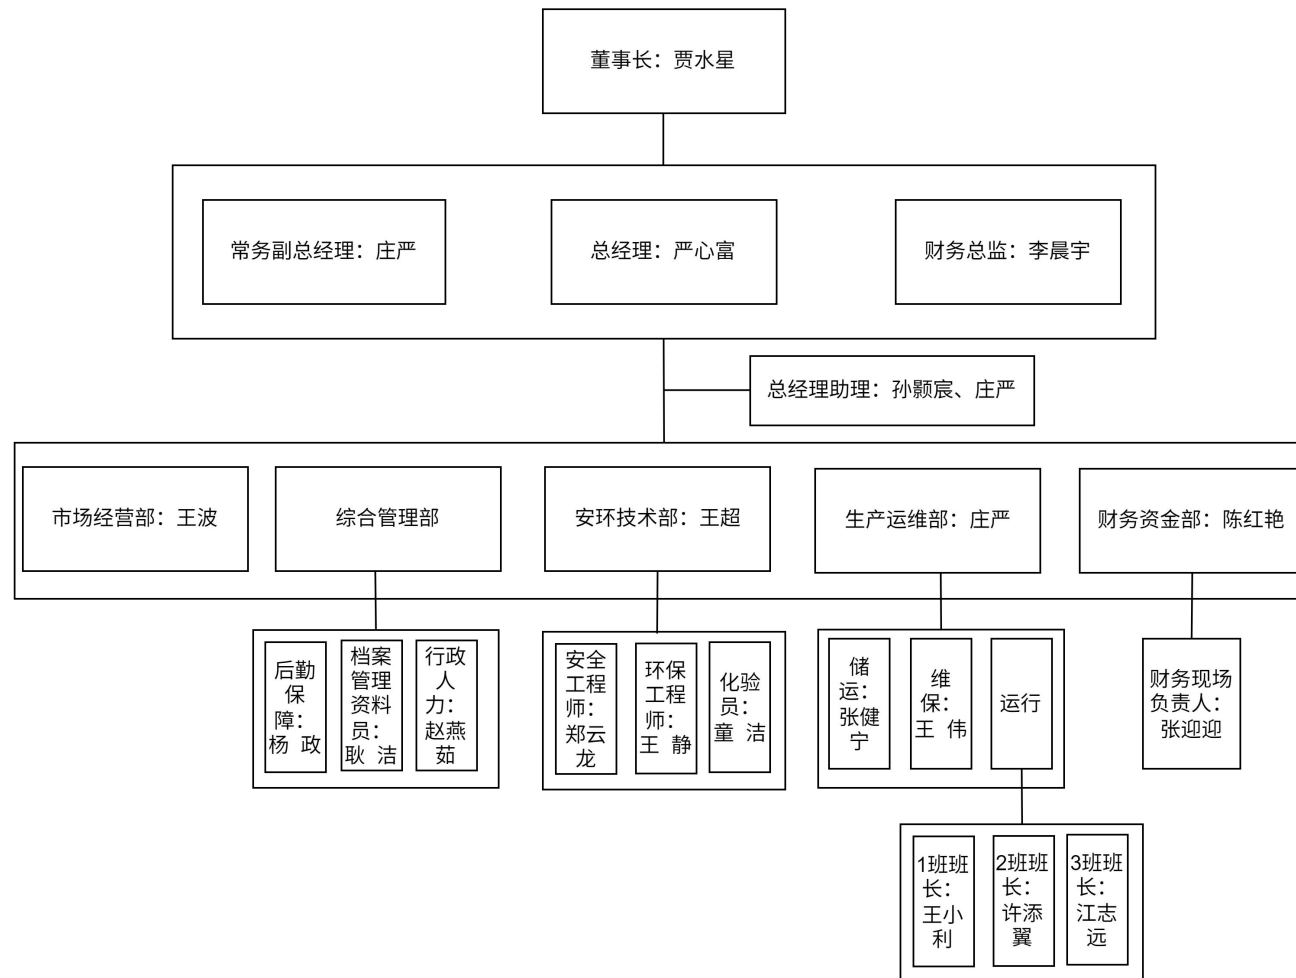 董事长：贾水星
常务副总经理：庄严
总经理：严心富
财务总监：李晨宇
总经理助理：孙颢宸、庄严
市场经营部：王波
综合管理部
安环技术部：王超
生产运维部：庄严
财务资金部：陈红艳
后勤
保
障：
杨 政
档案
管理
资料
员：
耿 洁
行政
人
力：
赵燕
茹
安全
工程
师：
郑云
龙
环保
工程
师：
王 静
化验
员：
童 洁
储
运：
张健
宁
维
保：
王 伟
运行
财务现场
负责人：
张迎迎
1班班
长：
王小
利
2班班
长：
许添
翼
3班班
长：
江志
远